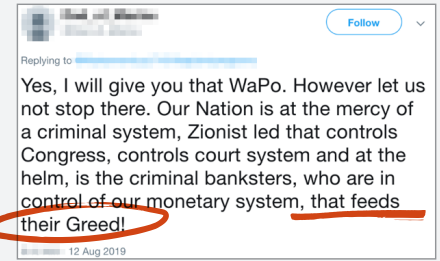 Follow
Replying to
Yes, I will give you that WaPo. However let us
not stop there. Our Nation is at the mercy of
a criminal system, Zionist led that controls
Congress, controls court system and at the
helm, is the criminal banksters, who are in
control of our monetary system, that feeds
their Greed!
12 Aug 2019